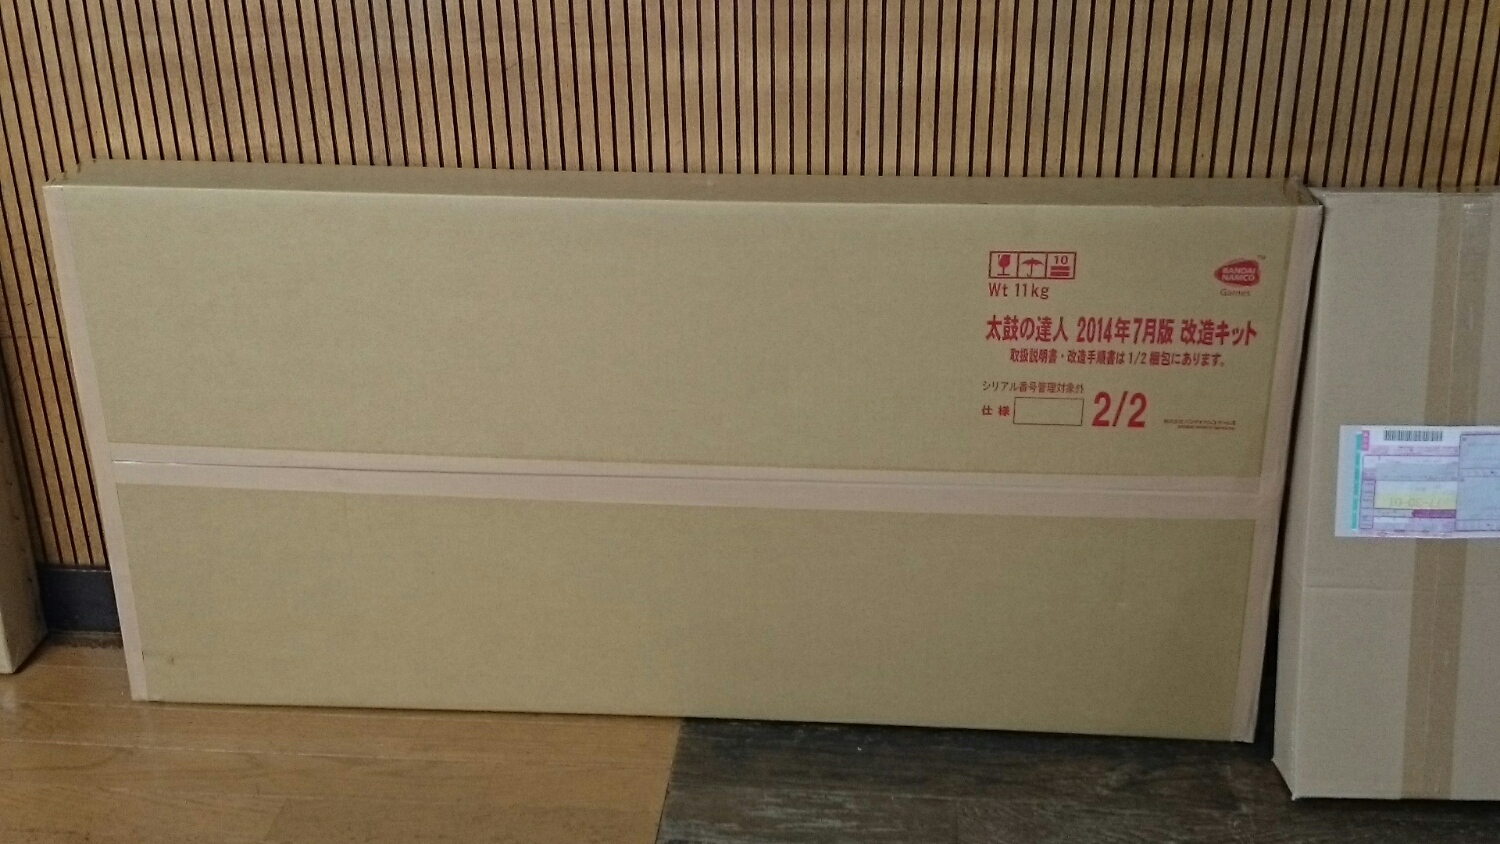 10
Wt 11kg
BANDAI
NAMCO
Games
太鼓の達人 2014年7月版 改造キット
取扱説明書・改造手順書は1/2梱包にあります。
シリアル番号管理対象外
仕様
2/2